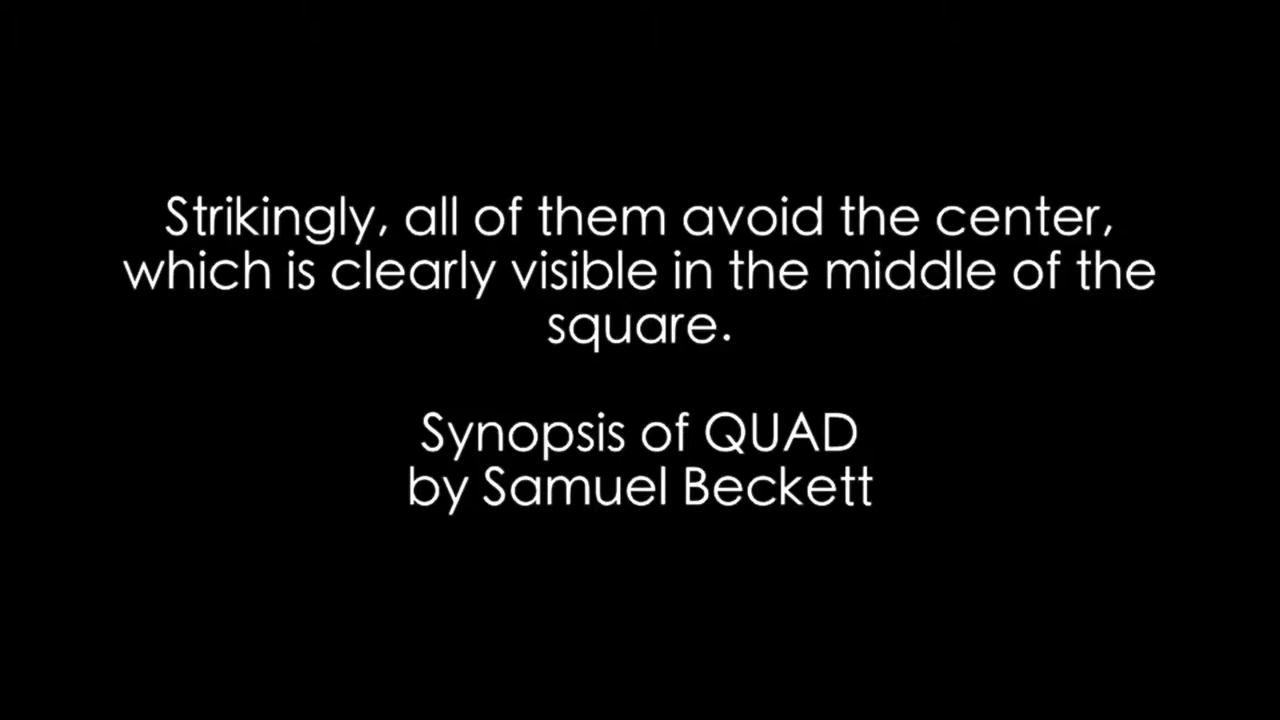 Strikingly, all of them avoid the center,
which is clearly visible in the middle of the
square.
Synopsis of QUAD
by Samuel Beckett